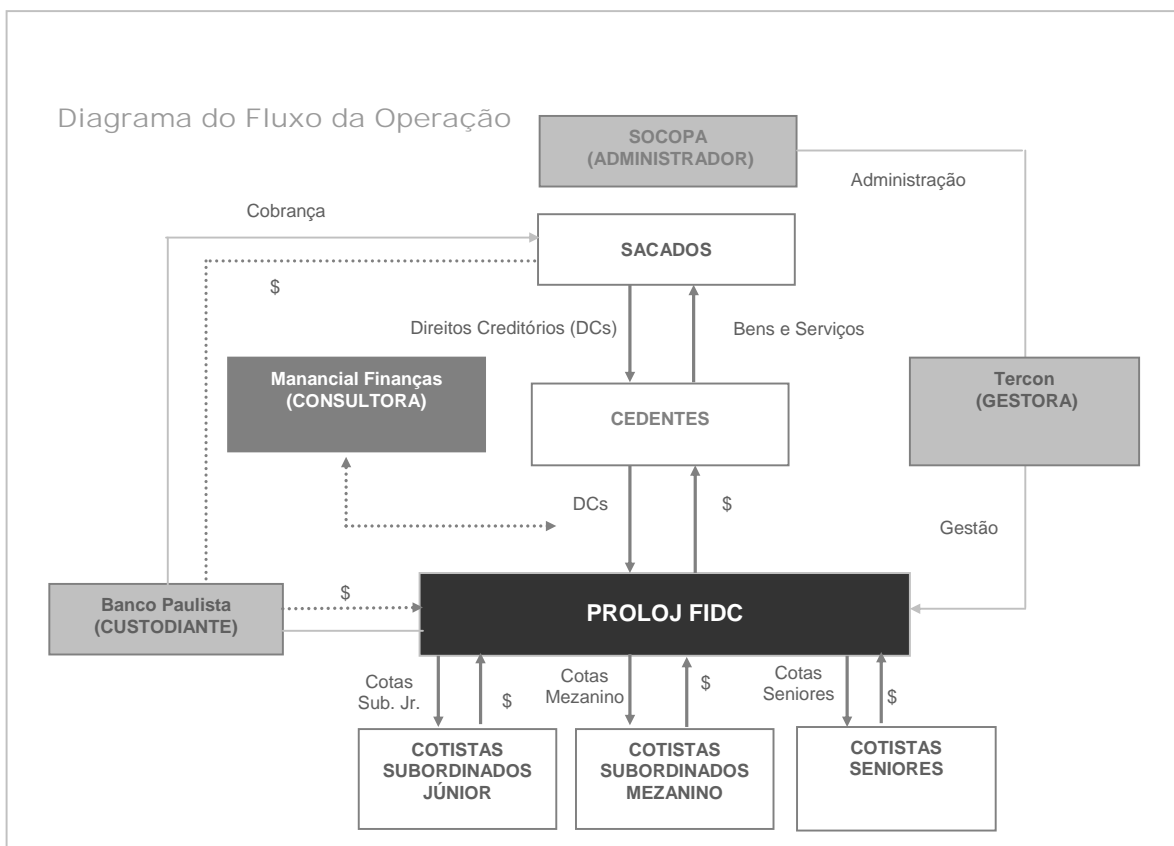 Diagrama do Fluxo da Operação
SOCOPA
(ADMINISTRADOR)
Administração
Cobrança
SACADOS
$
Direitos Creditórios (DCs)
Bens e Serviços
Manancial Finanças
(CONSULTORA)
Tercon
(GESTORA)
CEDENTES
DCs
$
Gestão
Banco Paulista
(CUSTODIANTE)
$
PROLOJ FIDC
Cotas
Sub. Jr.
$
Cotas
Mezanino
$
Cotas
Seniores
$
COTISTAS
SUBORDINADOS
JÚNIOR
COTISTAS
SUBORDINADOS
MEZANINO
COTISTAS
SENIORES